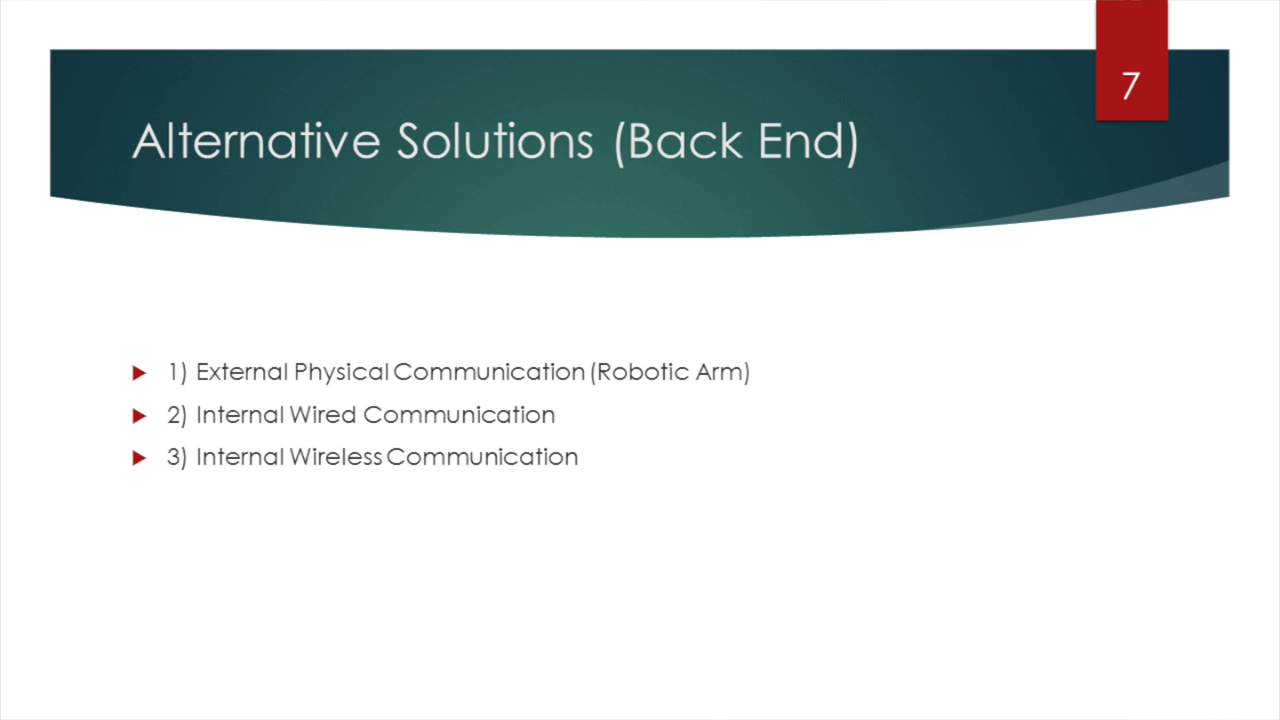 7
Alternative Solutions (Back End)
1) External Physical Communication (Robotic Arm)
2) Internal Wired Communication
3) Internal Wireless Communication